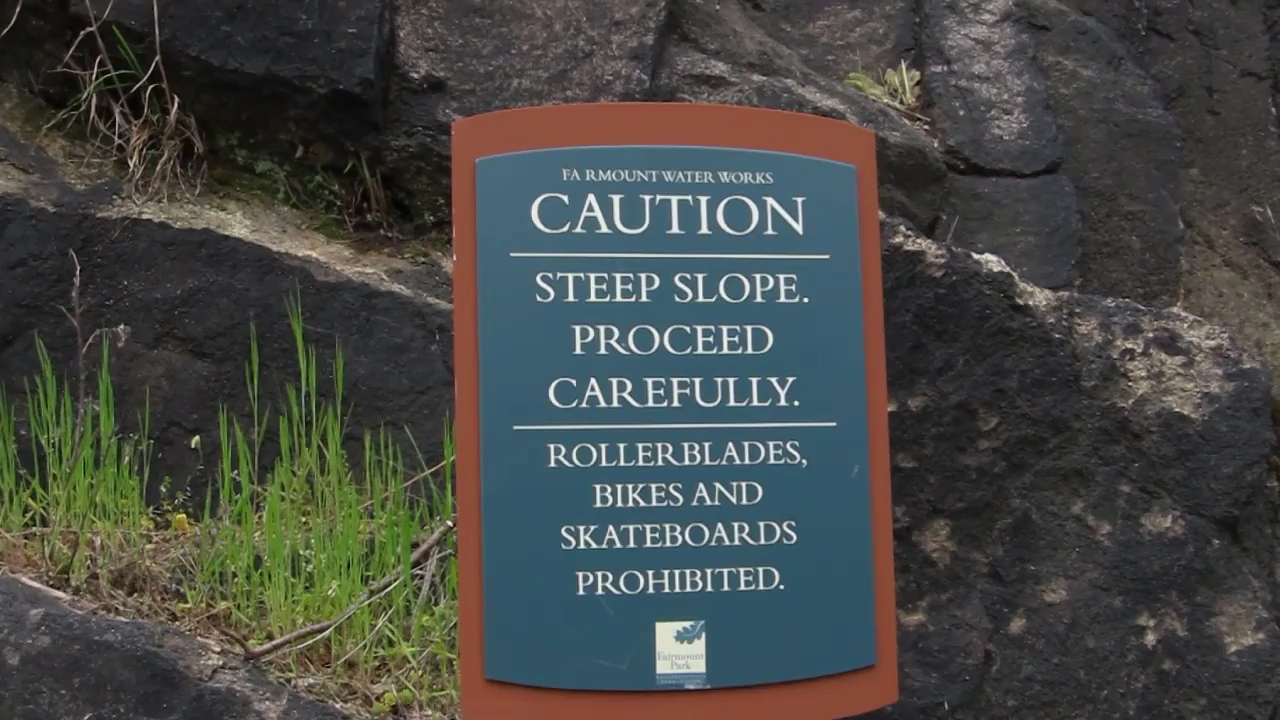 FA RMOUNT WATER WORKS
CAUTION
STEEP SLOPE.
PROCEED
CAREFULLY.
ROLLERBLADES,
BIKES AND
SKATEBOARDS
PROHIBITED.
Fairmount
Park